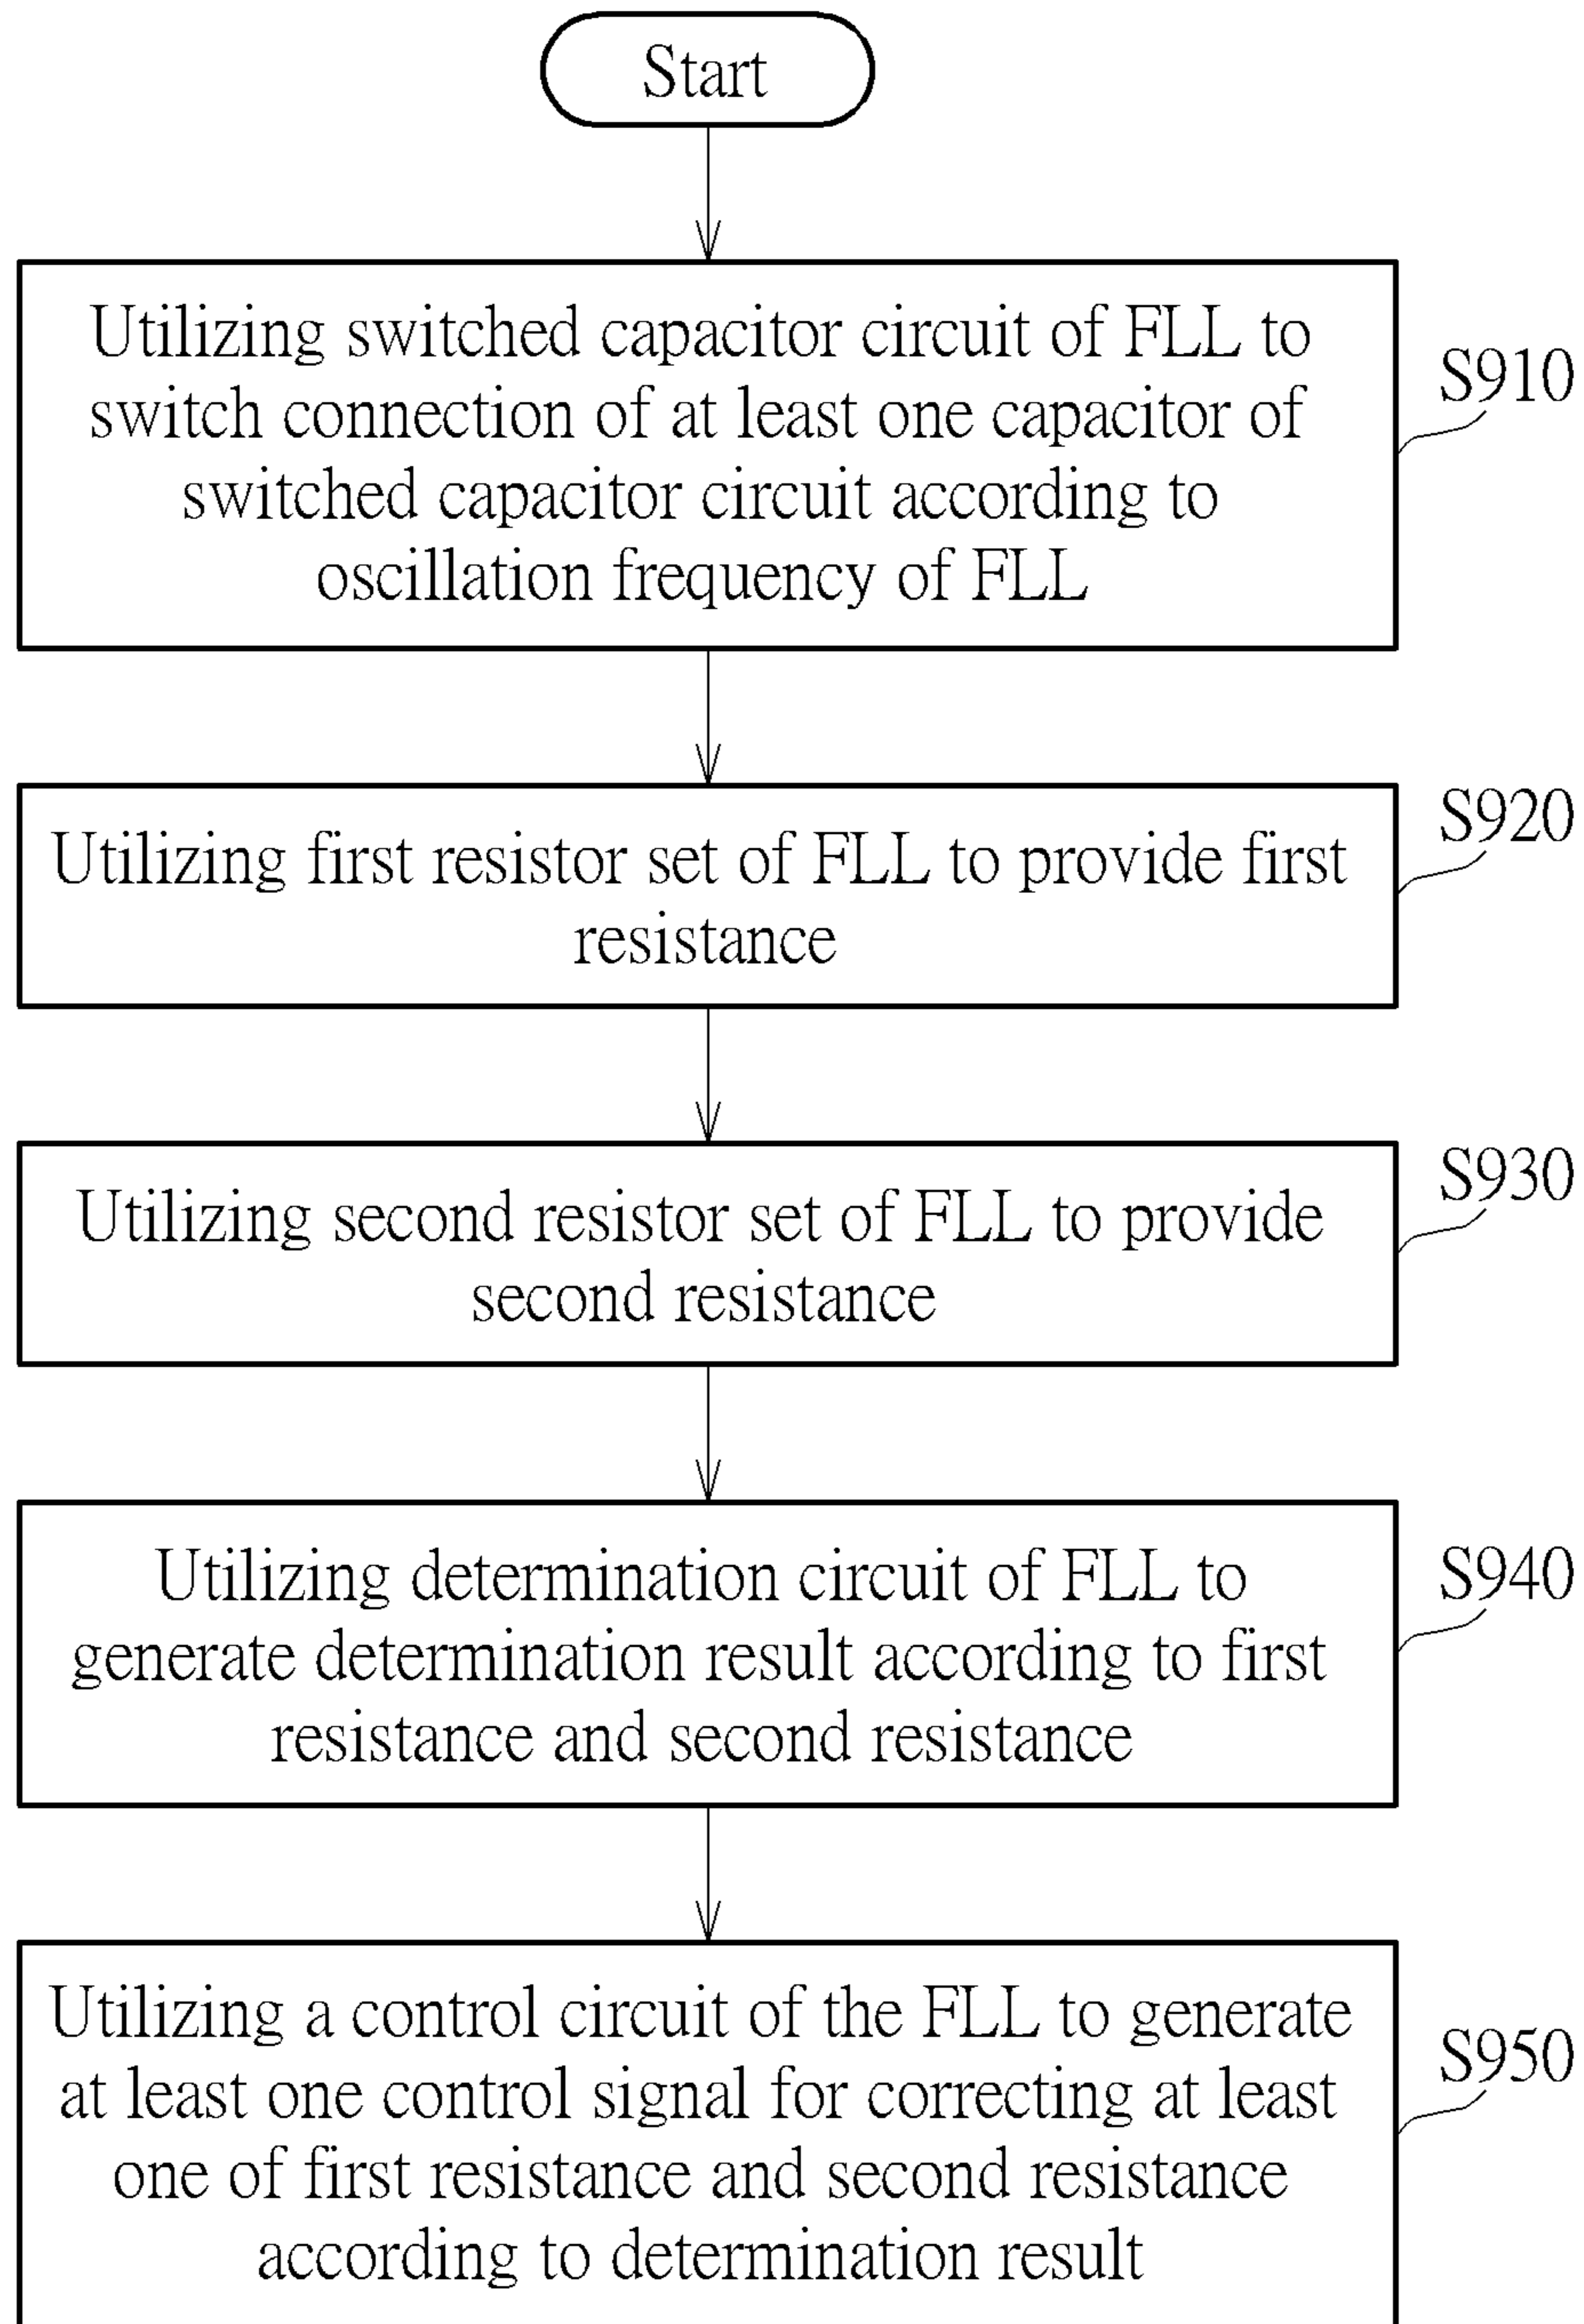 Start
Utilizing switched capacitor circuit of FLL to
switch connection of at least one capacitor of
switched capacitor circuit according to
oscillation frequency of FLL
S910
Utilizing first resistor set of FLL to provide first
resistance
S920
Utilizing second resistor set of FLL to provide
second resistance
S930
Utilizing determination circuit of FLL to
generate determination result according to first
resistance and second resistance
S940
Utilizing a control circuit of the FLL to generate
at least one control signal for correcting at least
one of first resistance and second resistance
according to determination result
S950